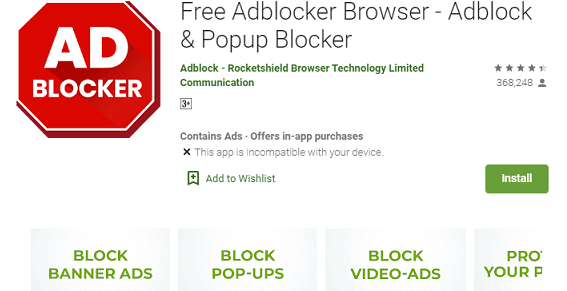 AD
BLOCKER
Free Adblocker Browser - Adblock
& Popup Blocker
Adblock - Rocketshield Browser Technology Limited
Communication
368,248
3+
Contains Ads · Offers in-app purchases
This app is incompatible with your device.
Add to Wishlist
Install
BLOCK
BANNER ADS
BLOCK
POP-UPS
BLOCK
VIDEO-ADS
YOUR